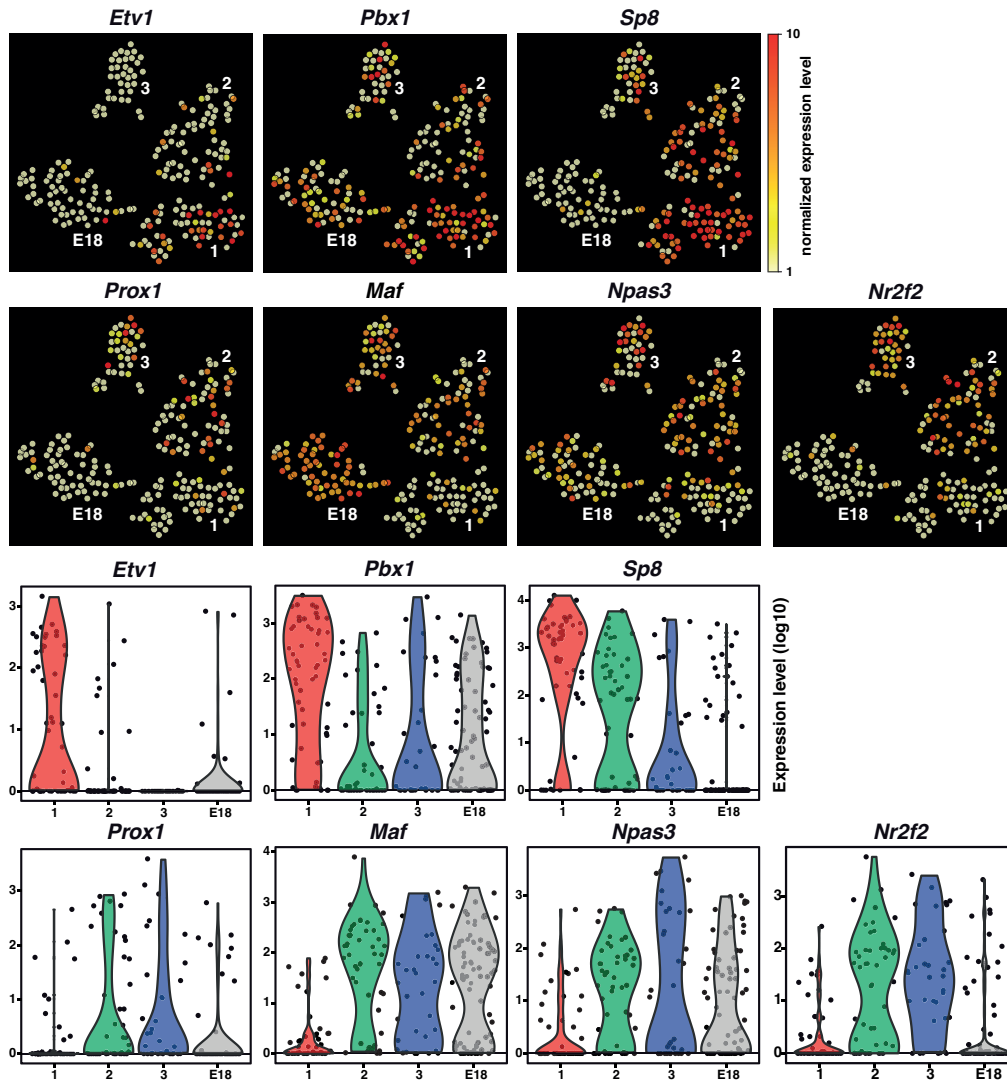 Etv1 Pbx1 Sp8
3 2 E18 1
3 2 E18 1
3 2 E18 1
10
normalized expression level
1
Prox1 Maf Npas3 Nr2f2
3 2 E18 1
3 2 E18 1
3 2 E18 1
3 2 E18 1
Etv1 Pbx1 Sp8
3 2 1 0
1 2 3 E18
3 2 1 0
1 2 3 E18
4 3 2 1 0
1 2 3 E18
Expression level (log10)
Prox1 Maf Npas3 Nr2f2
3 2 1 0
1 2 3 E18
4 3 2 1 0
1 2 3 E18
3 2 1 0
1 2 3 E18
3 2 1 0
1 2 3 E18